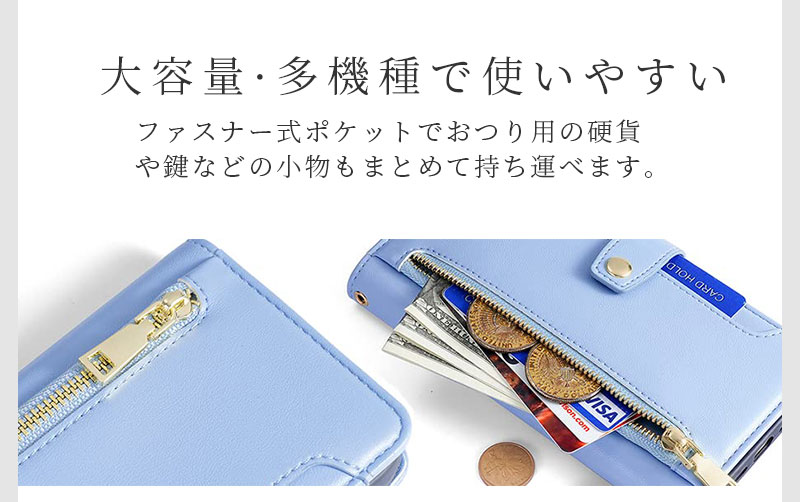 大容量·多機種で使いやすい
ファスナー式ポケットでおつり用の硬貨
や鍵などの小物もまとめて持ち運べます。
CARD HOLD
VISA